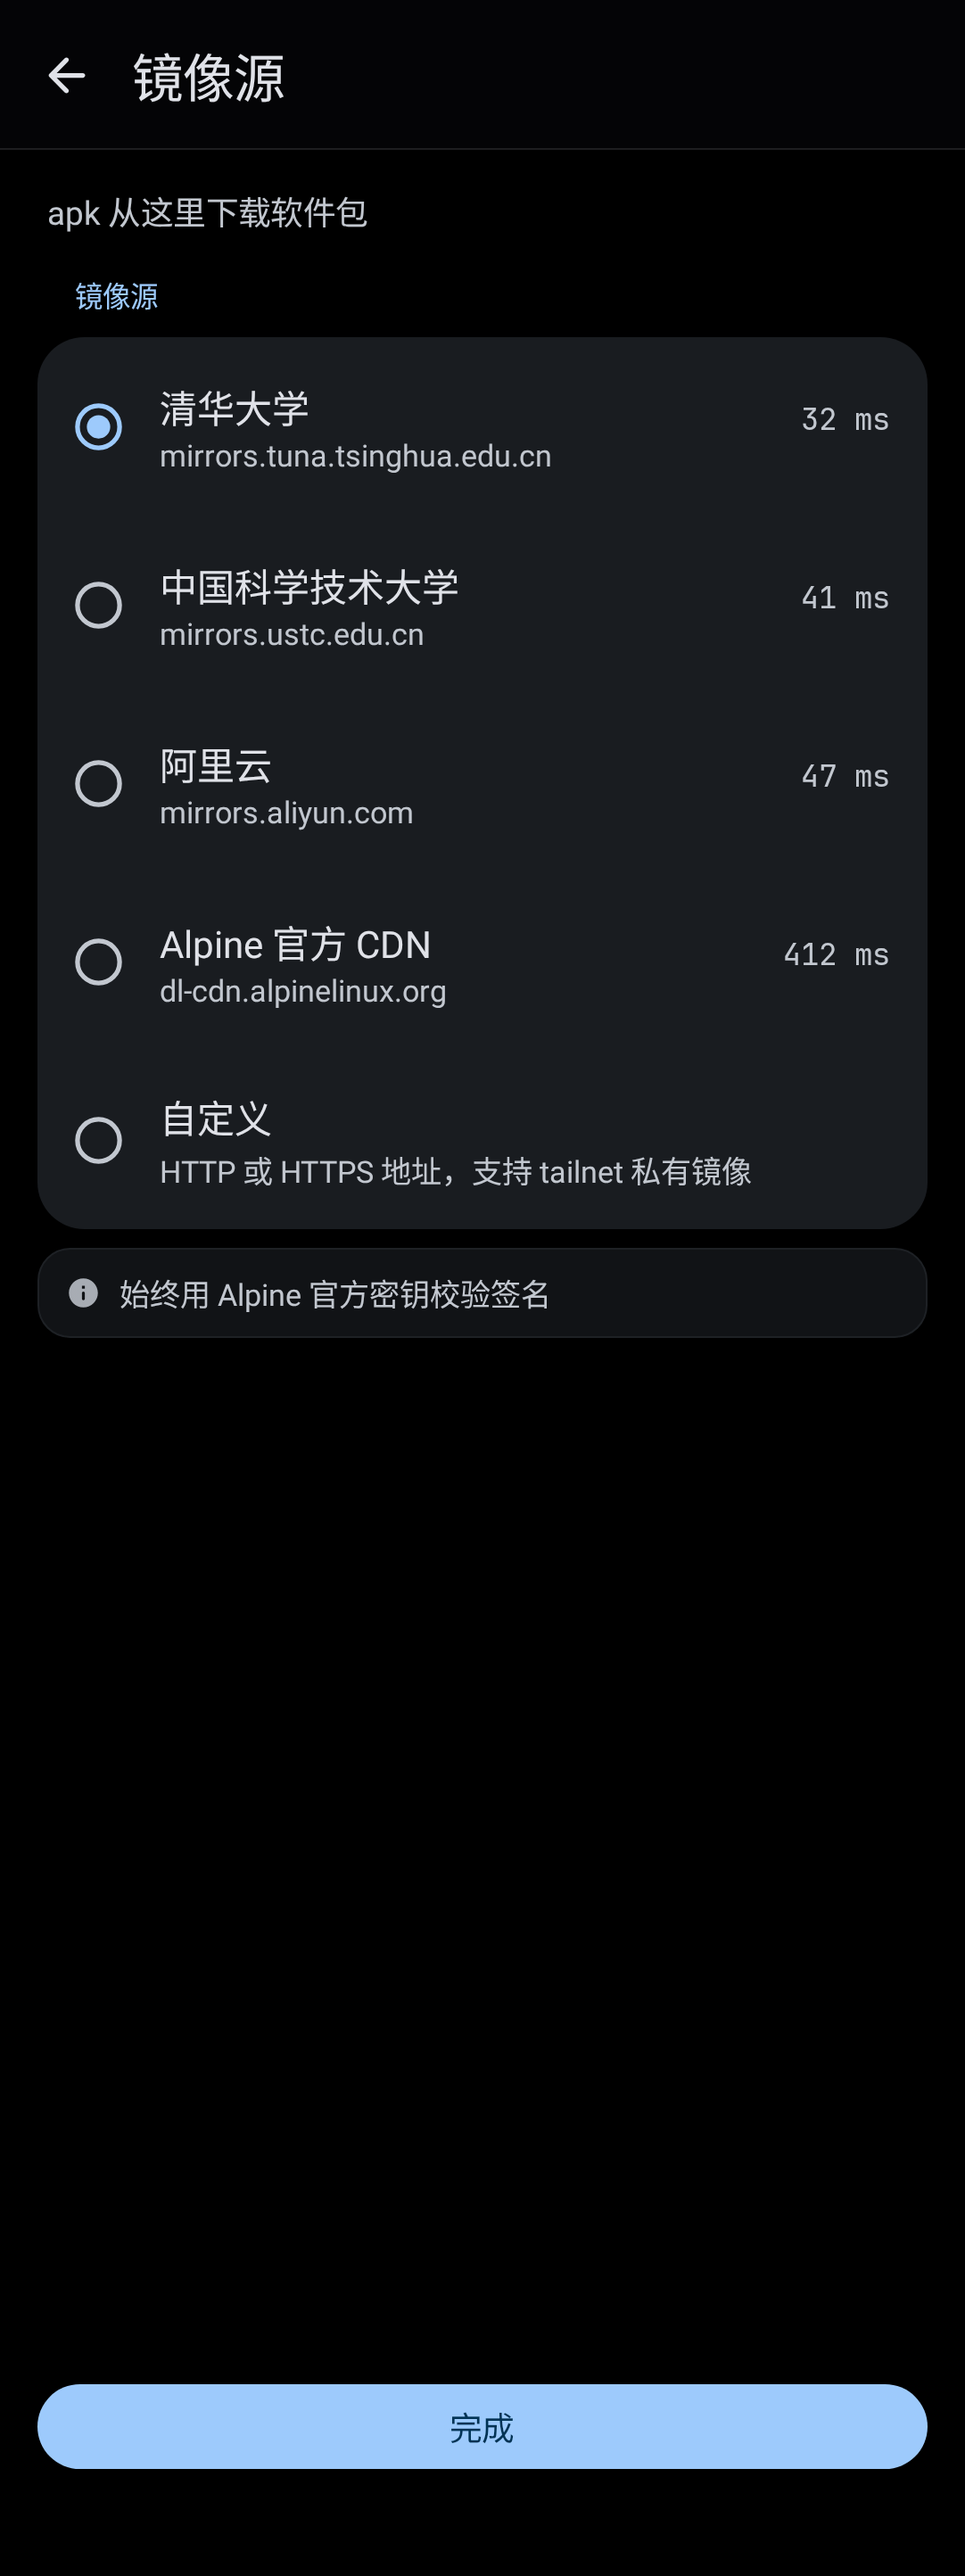 镜像源
apk 从这里下载软件包
镜像源
清华大学
32 ms
mirrors.tuna.tsinghua.edu.cn
中国科学技术大学
41 ms
mirrors.ustc.edu.cn
阿里云
47 ms
mirrors.aliyun.com
Alpine 官方 CDN
412 ms
dl-cdn.alpinelinux.org
自定义
HTTP 或 HTTPS 地址，支持 tailnet 私有镜像
始终用 Alpine 官方密钥校验签名
完成